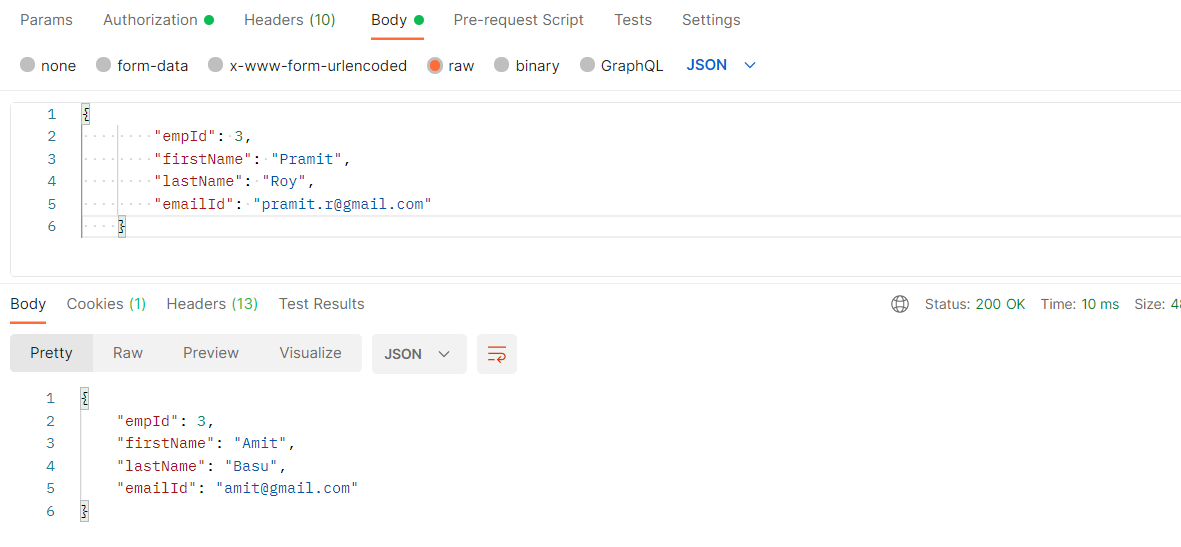 Params Authorization Headers (10) Body Pre-request Script Tests Settings
none form-data x-www-form-urlencoded raw binary GraphQL JSON
1 {
2 "empId": 3,
3 "firstName": "Pramit",
4 "lastName": "Roy",
5 "emailId": "pramit.r@gmail.com"
6 }
Body Cookies (1) Headers (13) Test Results Status: 200 OK Time: 10 ms Size:
Pretty Raw Preview Visualize JSON
1 {
2 "empId": 3,
3 "firstName": "Amit",
4 "lastName": "Basu",
5 "emailId": "amit@gmail.com"
6 }